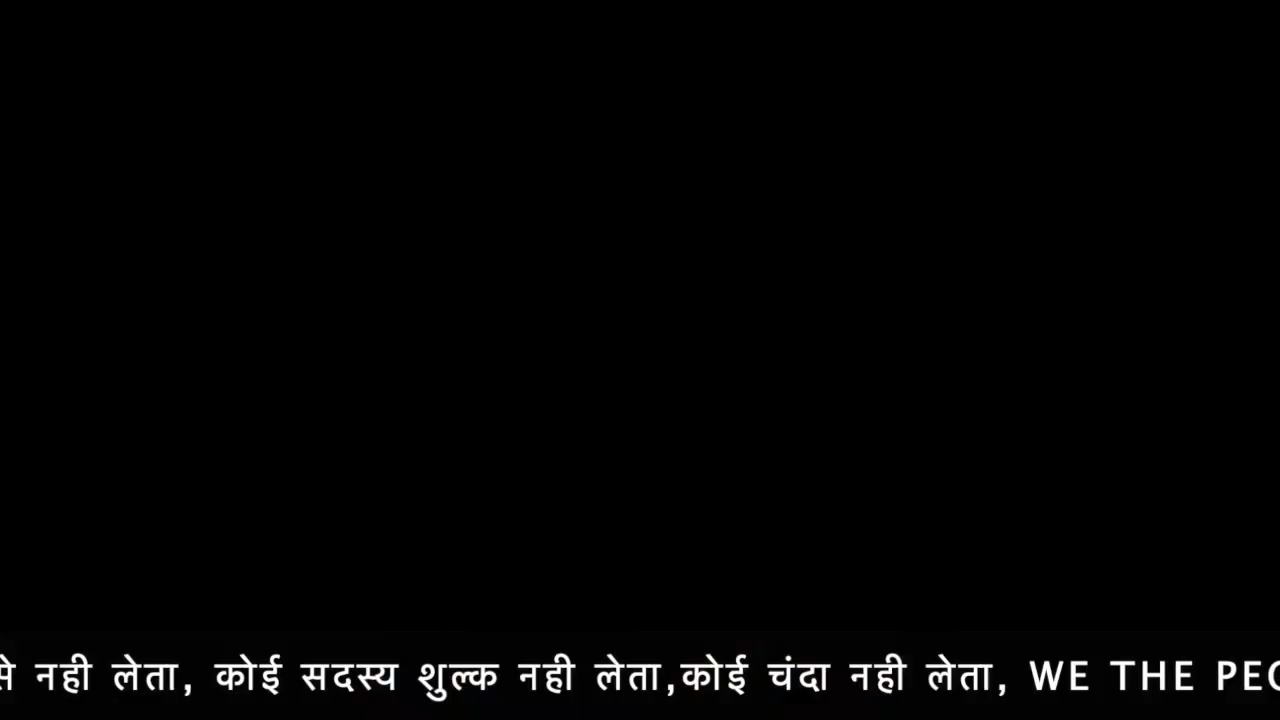 से नही लेता, कोई सदस्य शुल्क नही लेता,कोई चंदा नही लेता, WE THE